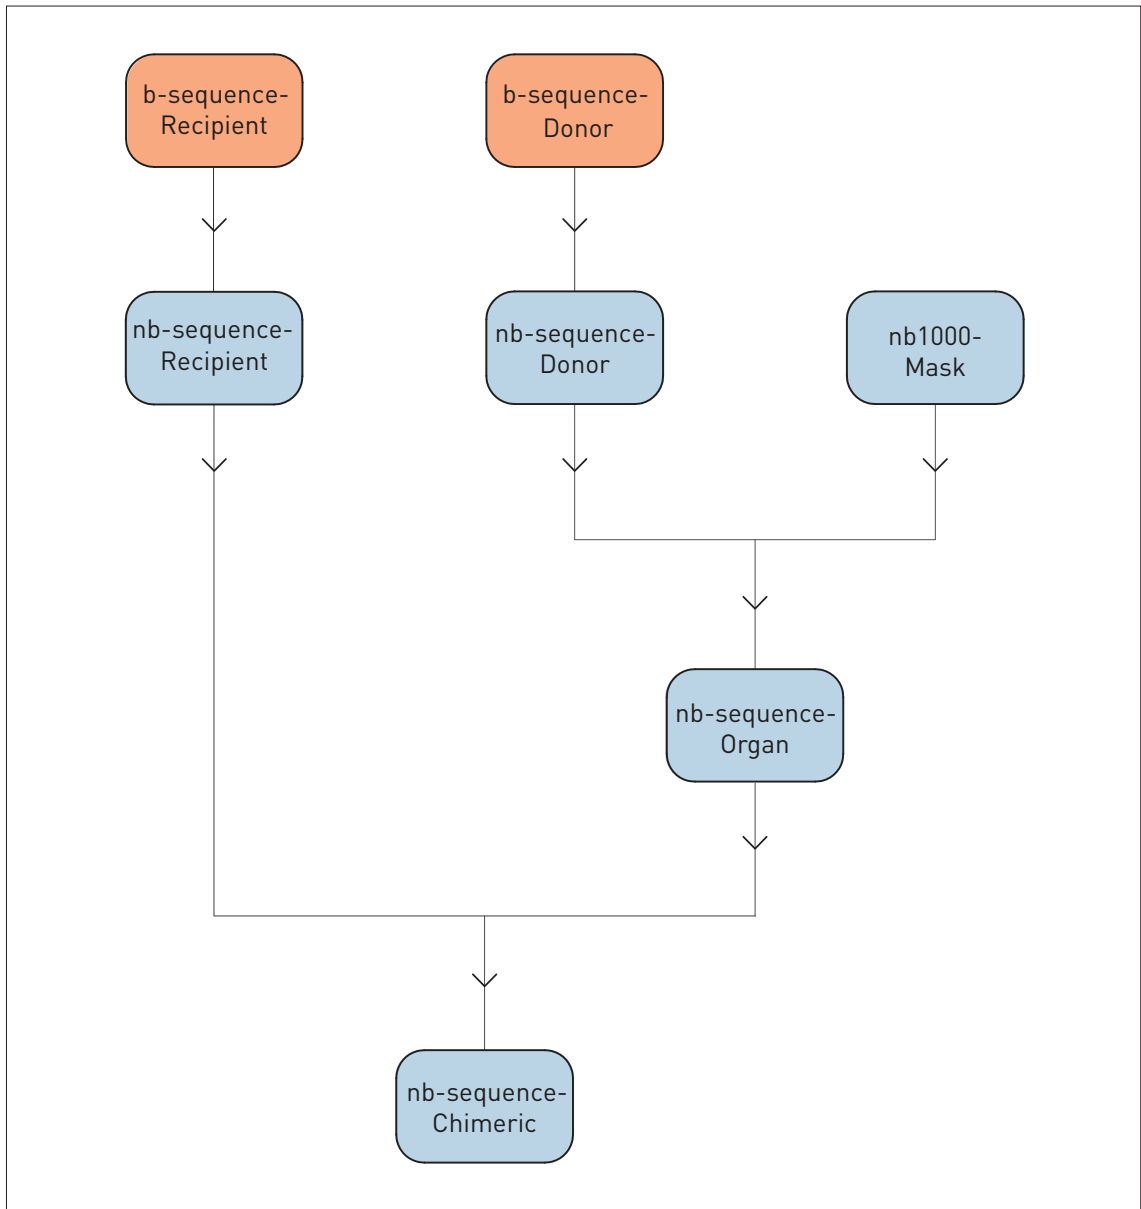 b-sequence-
Recipient
b-sequence-
Donor
nb-sequence-
Recipient
nb-sequence-
Donor
nb1000-
Mask
nb-sequence-
Organ
nb-sequence-
Chimeric